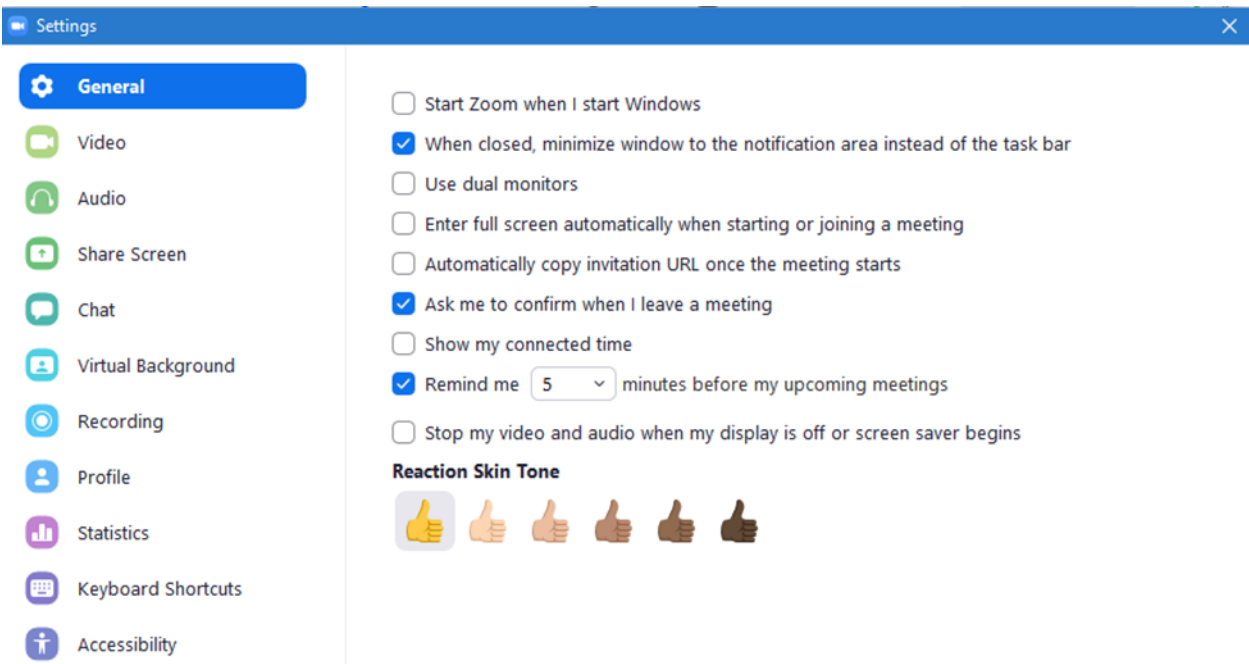 Settings
General
Video
Audio
Share Screen
Chat
Virtual Background
Recording
Profile
Statistics
Keyboard Shortcuts
Accessibility
Start Zoom when I start Windows
When closed, minimize window to the notification area instead of the task bar
Use dual monitors
Enter full screen automatically when starting or joining a meeting
Automatically copy invitation URL once the meeting starts
Ask me to confirm when I leave a meeting
Show my connected time
Remind me 5 minutes before my upcoming meetings
Stop my video and audio when my display is off or screen saver begins
Reaction Skin Tone